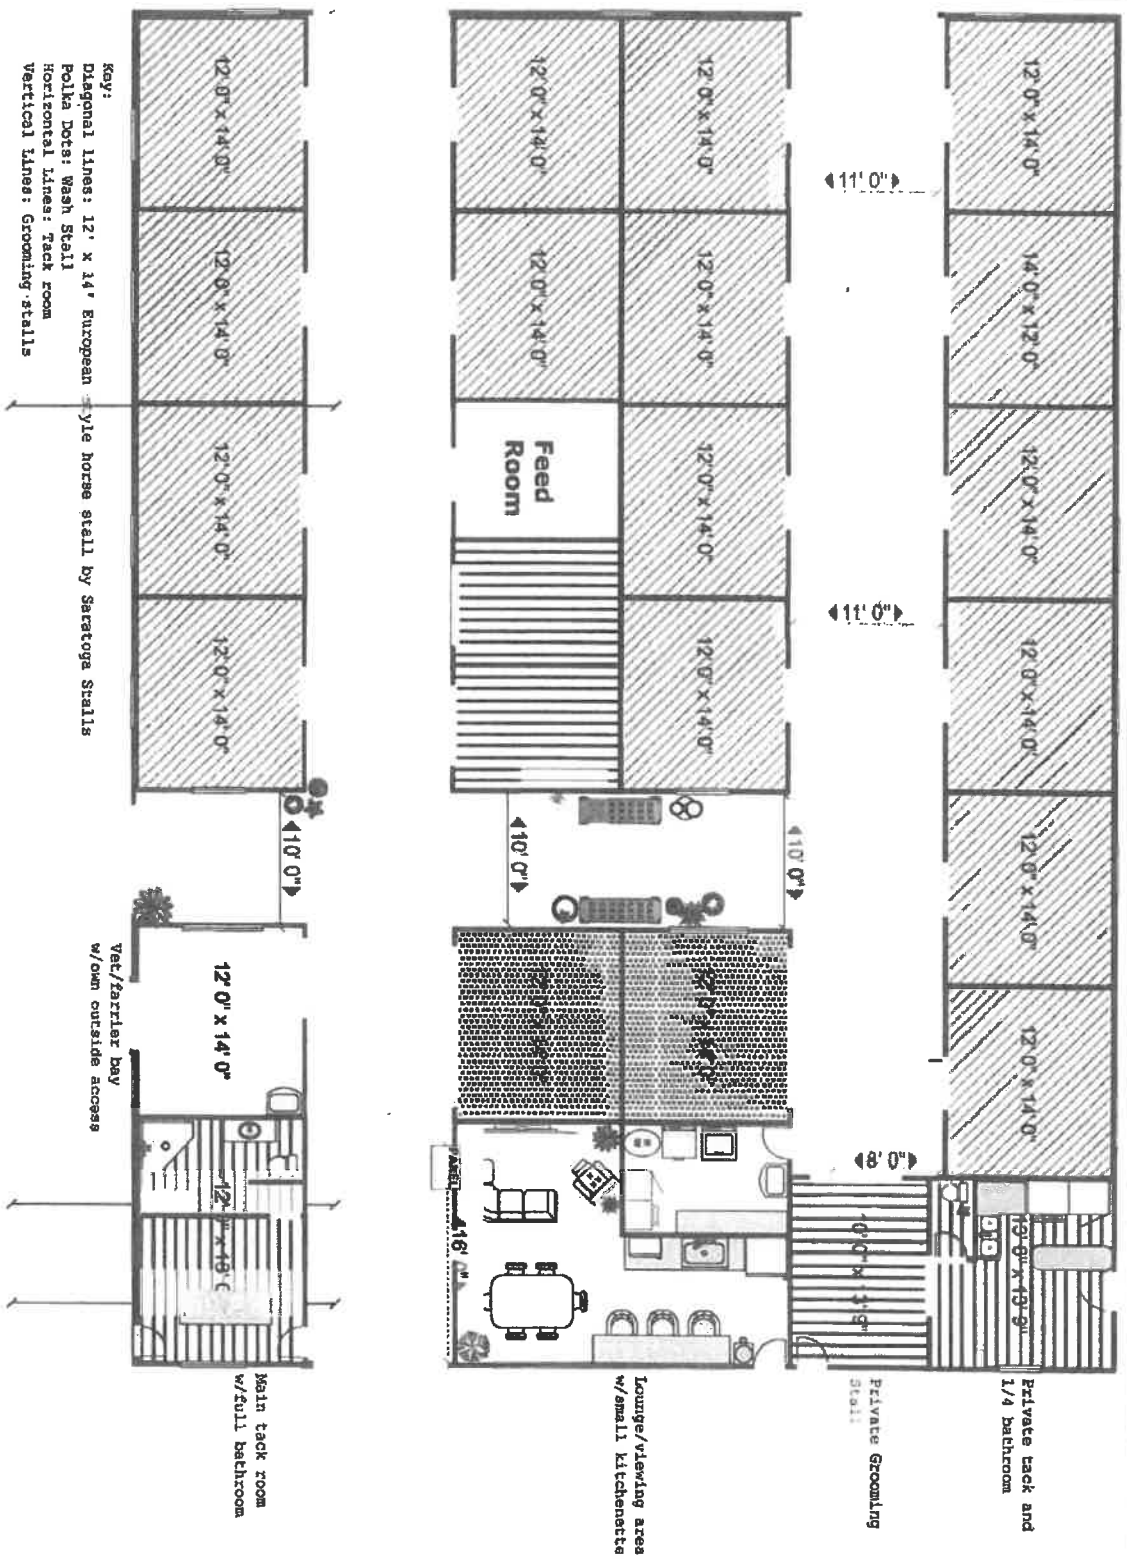 12' 0" x 14' 0"
14' 0" x 12' 0"
12' 0" x 14' 0"
12' 0" x 14' 0"
12' 0" x 14' 0"
12' 0" x 14' 0"
Private tack and
1/4 bathroom
11' 0"
11' 0"
8' 0"
10' 0" x 13' 9"
Private Grooming
Stall
12' 0" x 14' 0"
12' 0" x 14' 0"
12' 0" x 14' 0"
12' 0" x 14' 0"
10' 0"
Lounge/viewing area
w/small kitchenette
12' 0" x 14' 0"
12' 0" x 14' 0"
Feed
Room
10' 0"
PANEL
16' 0"
12' 0" x 14' 0"
12' 0" x 14' 0"
12' 0" x 14' 0"
12' 0" x 14' 0"
10' 0"
12' 0" x 14' 0"
Main tack room
w/full bathroom
Vet/farrier bay
w/own outside access
Key:
Diagonal lines: 12' x 14' European style horse stall by Saratoga Stalls
Polka Dots: Wash Stall
Horizontal Lines: Tack room
Vertical Lines: Grooming stalls